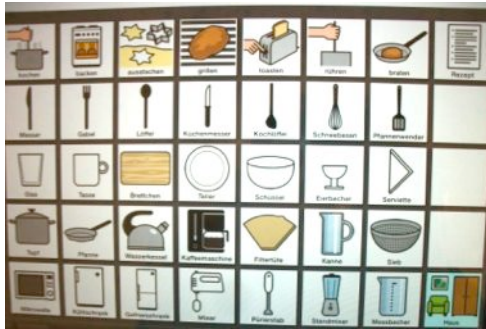 kochen
backen
ausstechen
grillen
toasten
rühren
braten
Rezept
Messer
Gabel
Löffel
Küchenmesser
Kochlöffel
Schneebesen
Pfannenwender
Glas
Tasse
Brettchen
Teller
Schüssel
Eierbecher
Serviette
Topf
Pfanne
Wasserkessel
Kaffeemaschine
Filtertüte
Kanne
Sieb
Mikrowelle
Kühlschrank
Gefrierschrank
Mixer
Pürierstab
Standmixer
Messbecher
Haus